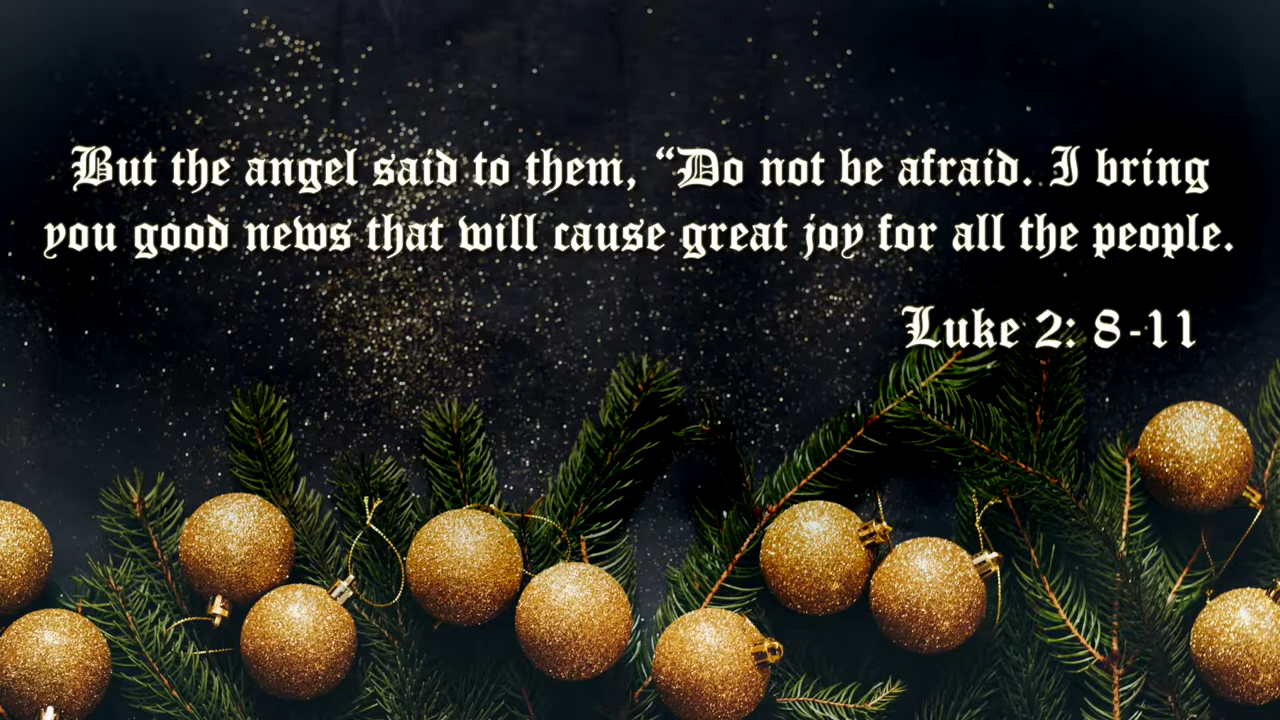 But the angel said to them, “Do not be afraid. I bring
you good news that will cause great joy for all the people.
Luke 2: 8-11